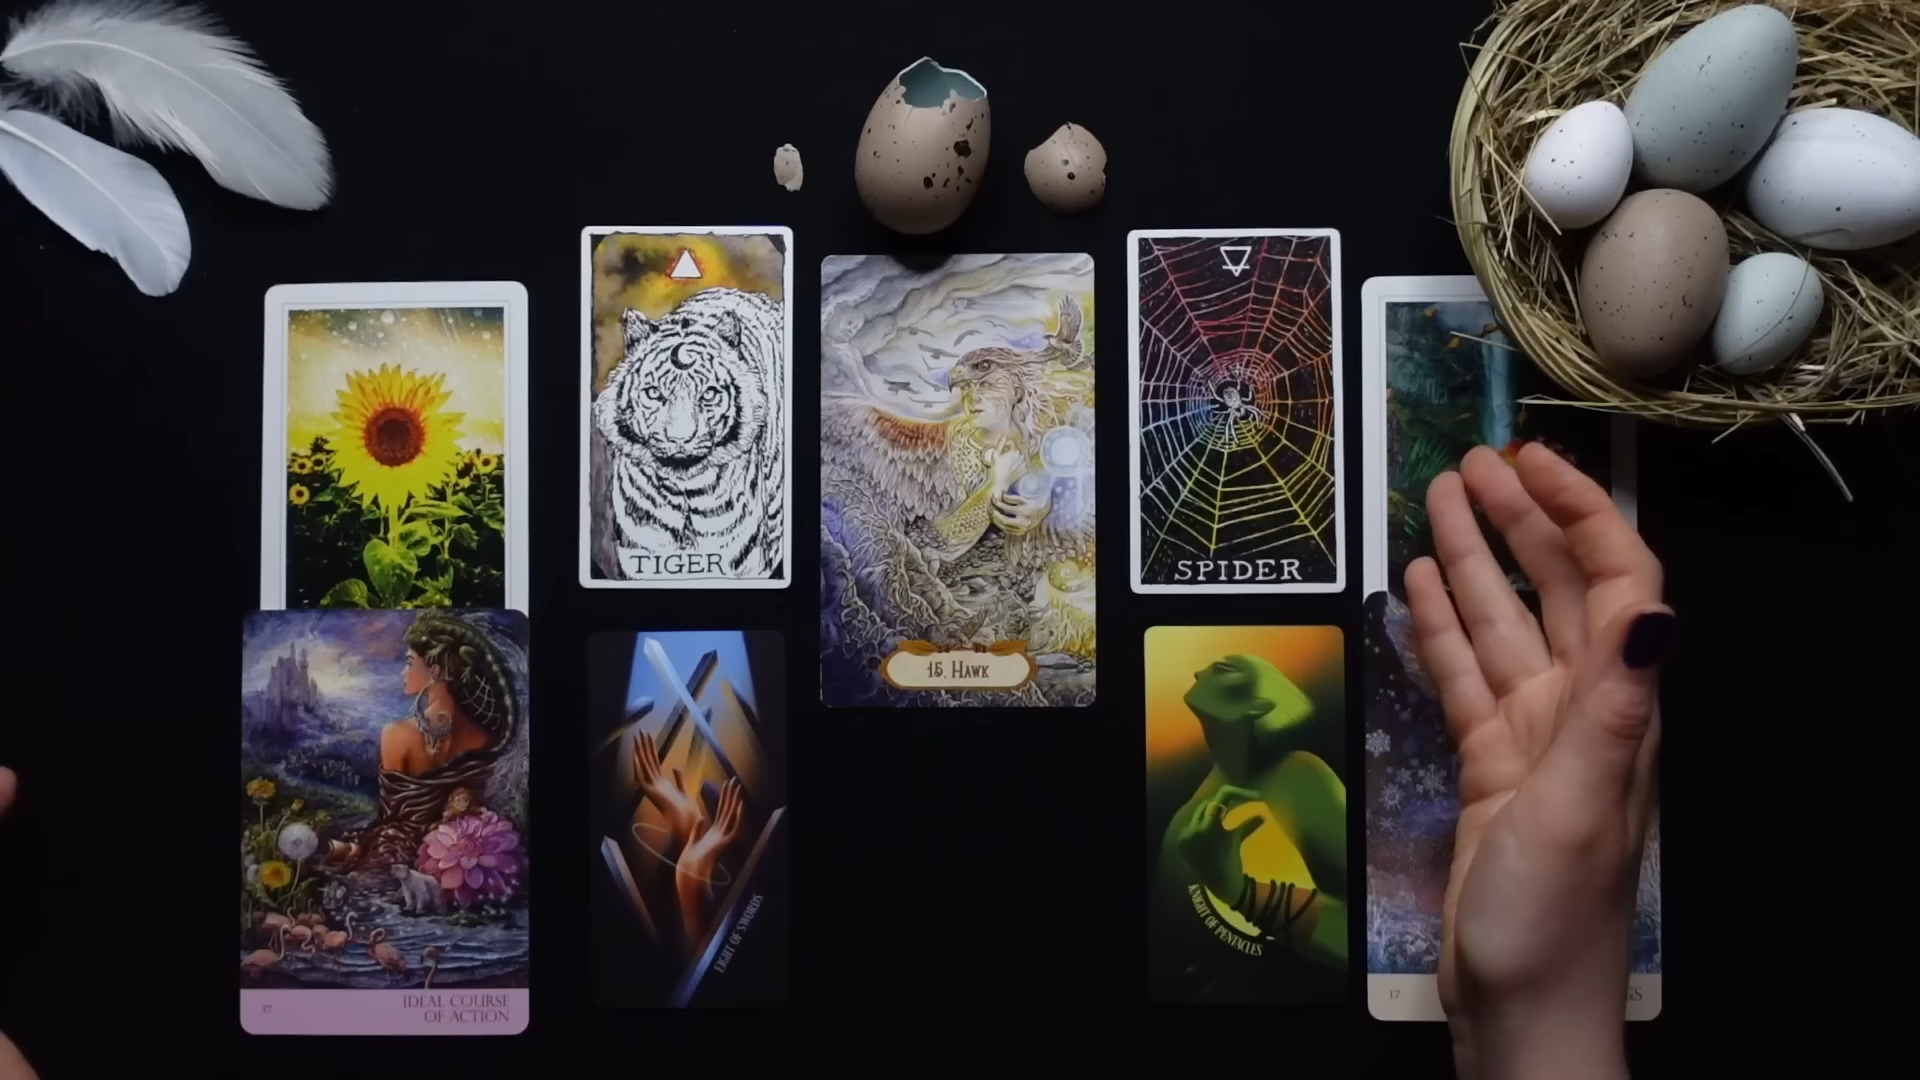 TIGER
15. HAWK
SPIDER
EIGHT OF SWORDS
KNIGHT OF PENTACLES
37
IDEAL COURSE
OF ACTION
17